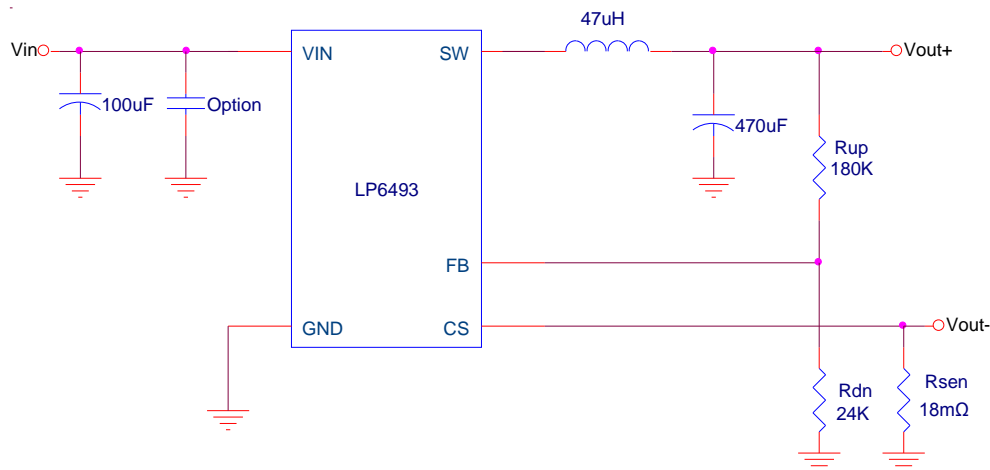 47uH
Vin
VIN
SW
Vout+
100uF
Option
470uF
Rup
180K
LP6493
FB
GND
CS
Vout-
Rdn
24K
Rsen
18mΩ